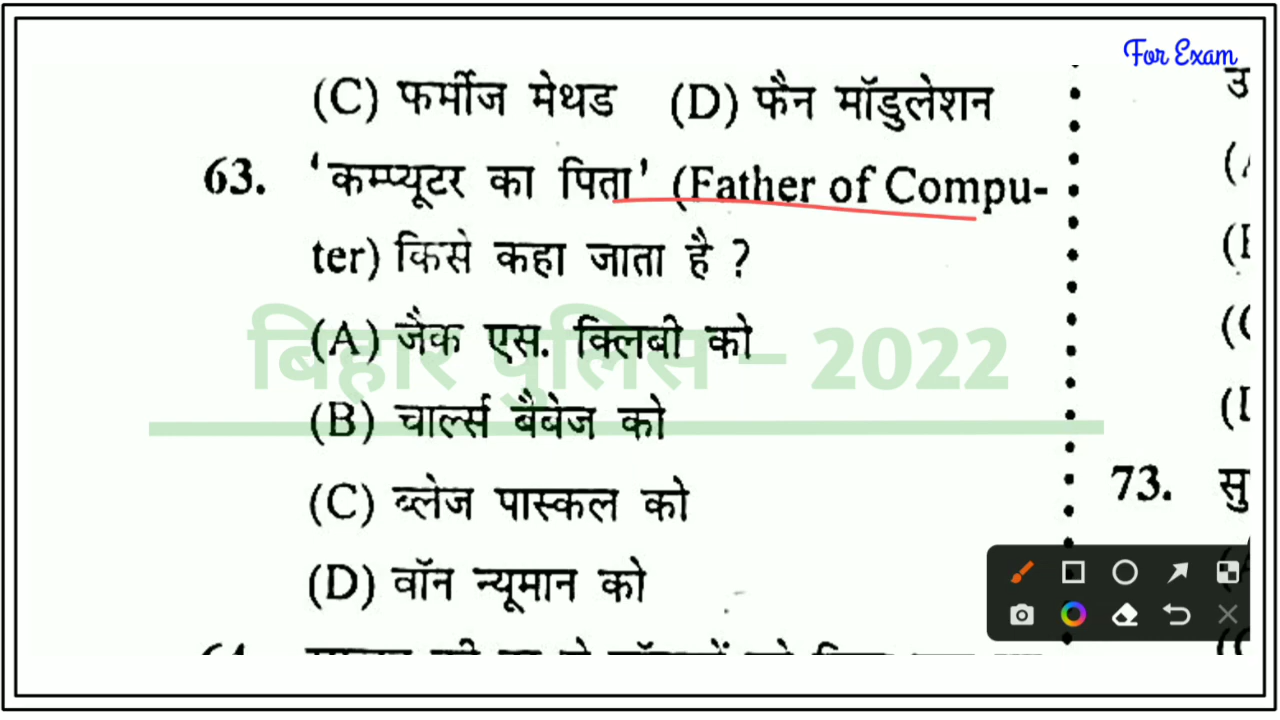 For Exam
(C) फर्मीज मेथड (D) फैन मॉडुलेशन
63. 'कम्प्यूटर का पिता' (Father of Compu-
ter) किसे कहा जाता है ?
(A) जैक एस. क्लिबी को
(B) चार्ल्स बैबेज को
(C) ब्लेज पास्कल को
(D) वॉन न्यूमान को
बिहार पुलिस – 2022
73. सु